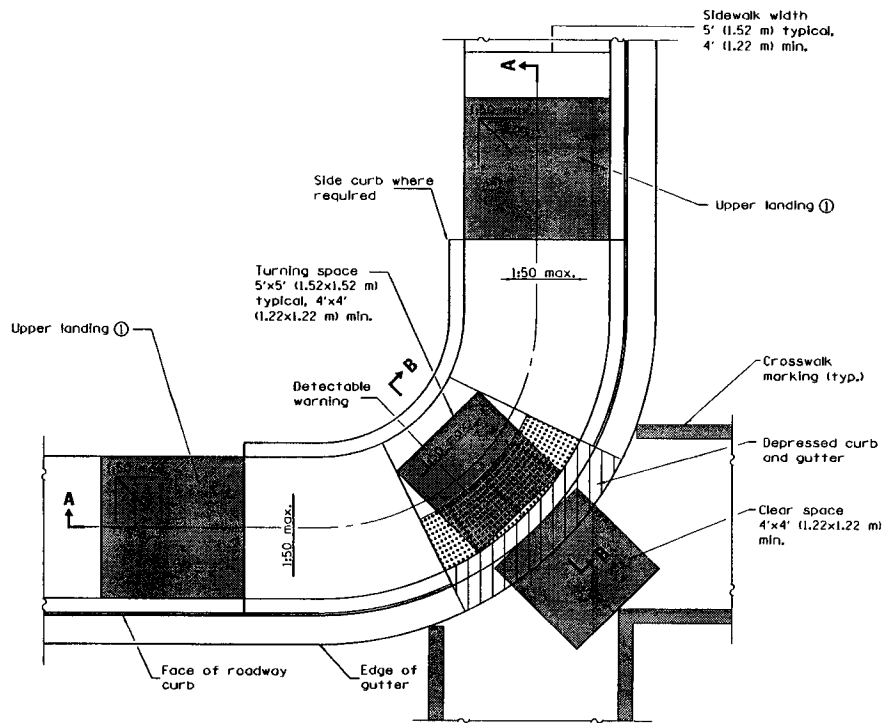 Sidewalk width
5' (1.52 m) typical,
4' (1.22 m) min.
A
1:50 max.
Side curb where
required
Upper landing ①
Turning space
5'x5' (1.52x1.52 m)
typical, 4'x4'
(1.22x1.22 m) min.
1:50 max.
Upper landing ①
B
Crosswalk
marking (typ.)
Detectable
warning
Depressed curb
and gutter
A
1:50 max.
Clear space
4'x4' (1.22x1.22 m)
min.
B
Face of roadway
curb
Edge of
gutter